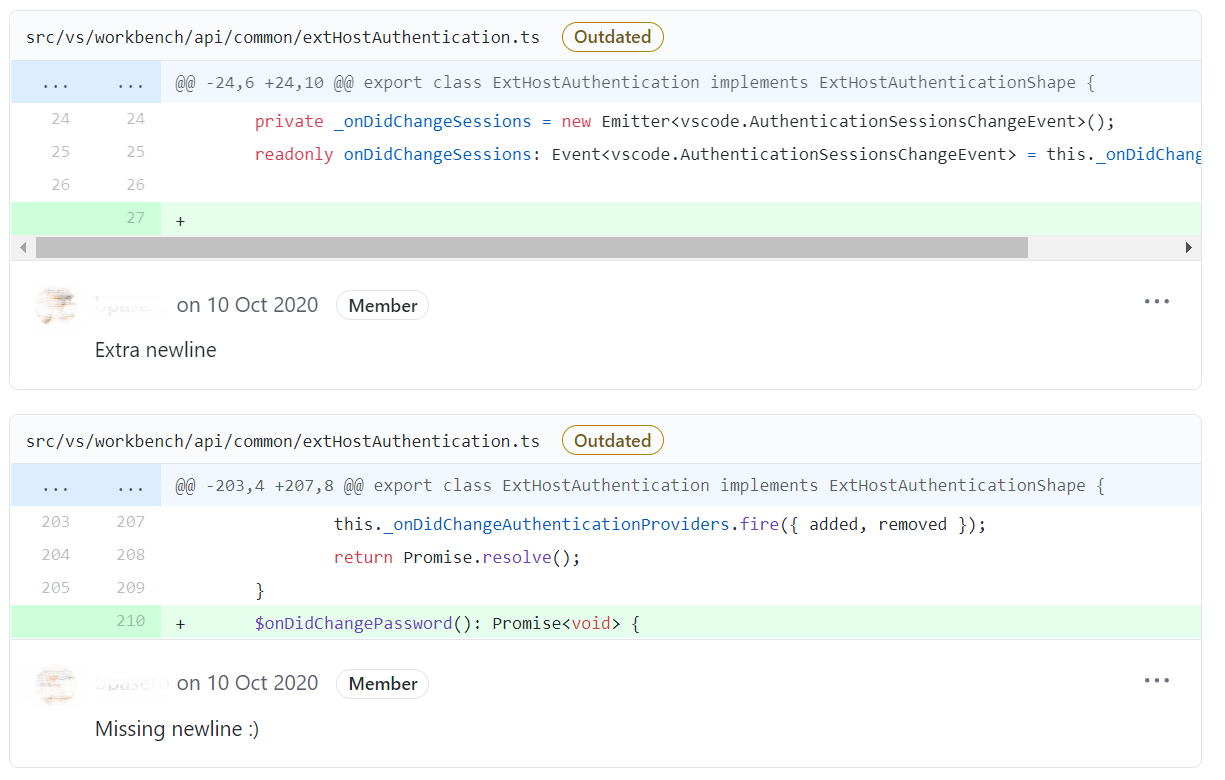 src/vs/workbench/api/common/extHostAuthentication.ts Outdated
... ... @@ -24,6 +24,10 @@ export class ExtHostAuthentication implements ExtHostAuthenticationShape {
24 24 private _onDidChangeSessions = new Emitter<vscode.AuthenticationSessionsChangeEvent>();
25 25 readonly onDidChangeSessions: Event<vscode.AuthenticationSessionsChangeEvent> = this._onDidChang
26 26
27 +
on 10 Oct 2020 Member ...
Extra newline
src/vs/workbench/api/common/extHostAuthentication.ts Outdated
... ... @@ -203,4 +207,8 @@ export class ExtHostAuthentication implements ExtHostAuthenticationShape {
203 207 this._onDidChangeAuthenticationProviders.fire({ added, removed });
204 208 return Promise.resolve();
205 209 }
210 + $onDidChangePassword(): Promise<void> {
on 10 Oct 2020 Member ...
Missing newline :)